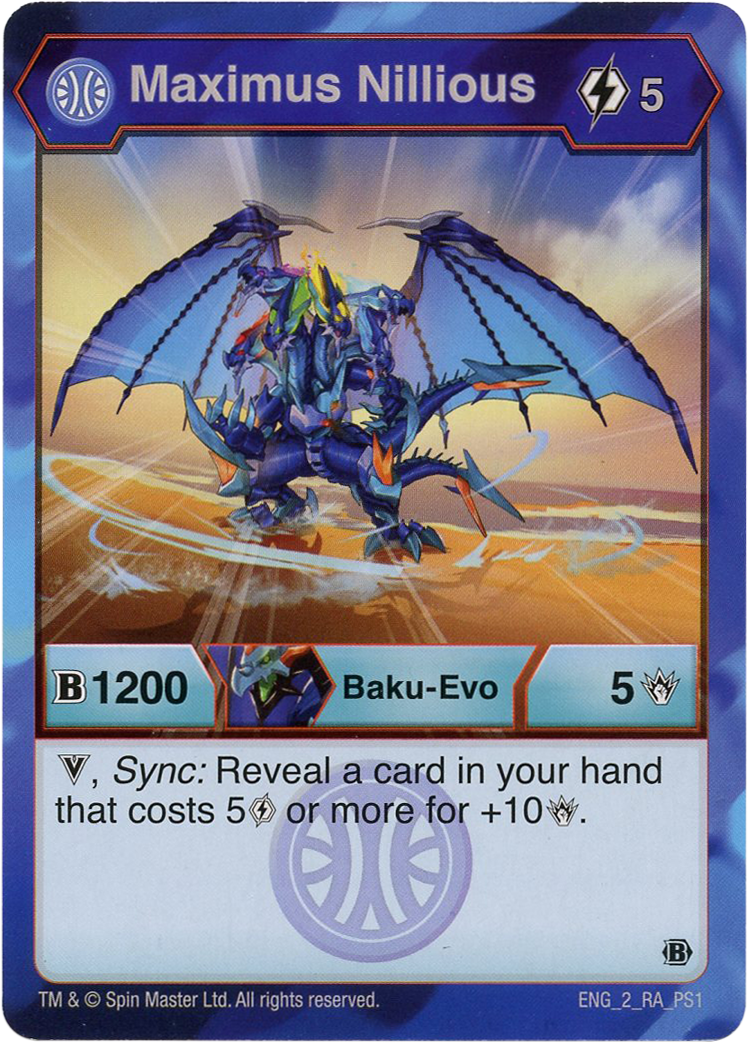 Maximus Nillious 5
B 1200 Baku-Evo 5
V, Sync: Reveal a card in your hand
that costs 5 or more for +10.
B
TM & © Spin Master Ltd. All rights reserved. ENG_2_RA_PS1